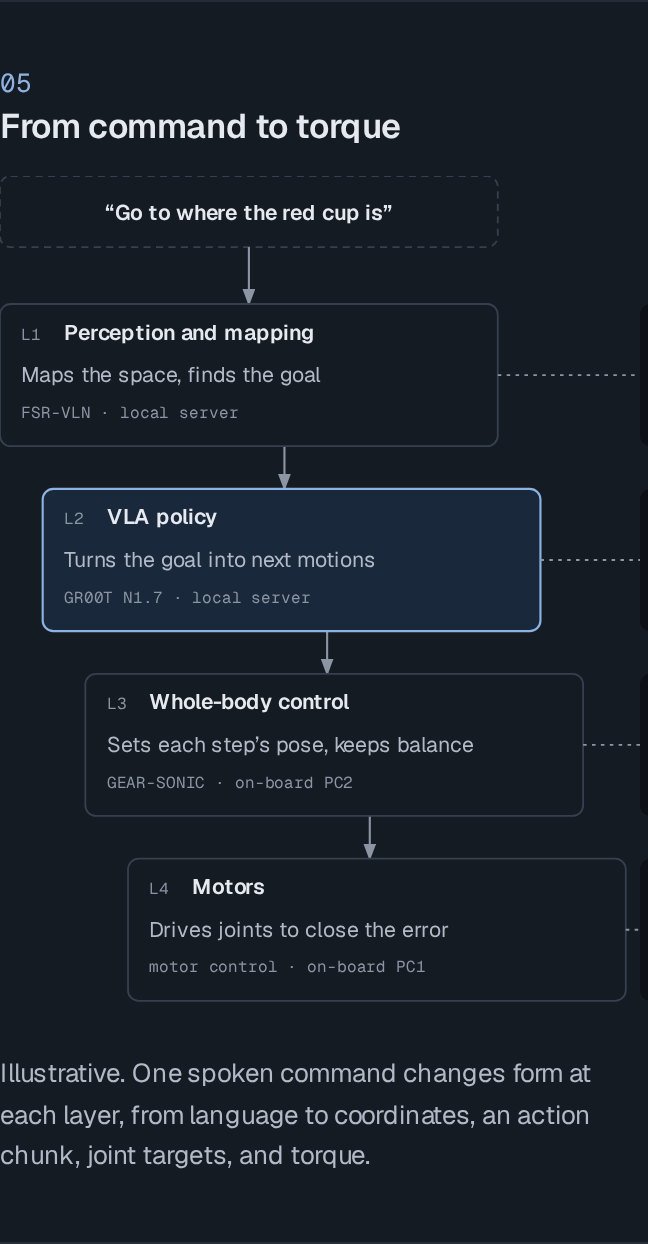 05
From command to torque
“Go to where the red cup is”
L1 Perception and mapping
Maps the space, finds the goal
FSR-VLN · local server
L2 VLA policy
Turns the goal into next motions
GR00T N1.7 · local server
L3 Whole-body control
Sets each step’s pose, keeps balance
GEAR-SONIC · on-board PC2
L4 Motors
Drives joints to close the error
motor control · on-board PC1
Illustrative. One spoken command changes form at
each layer, from language to coordinates, an action
chunk, joint targets, and torque.